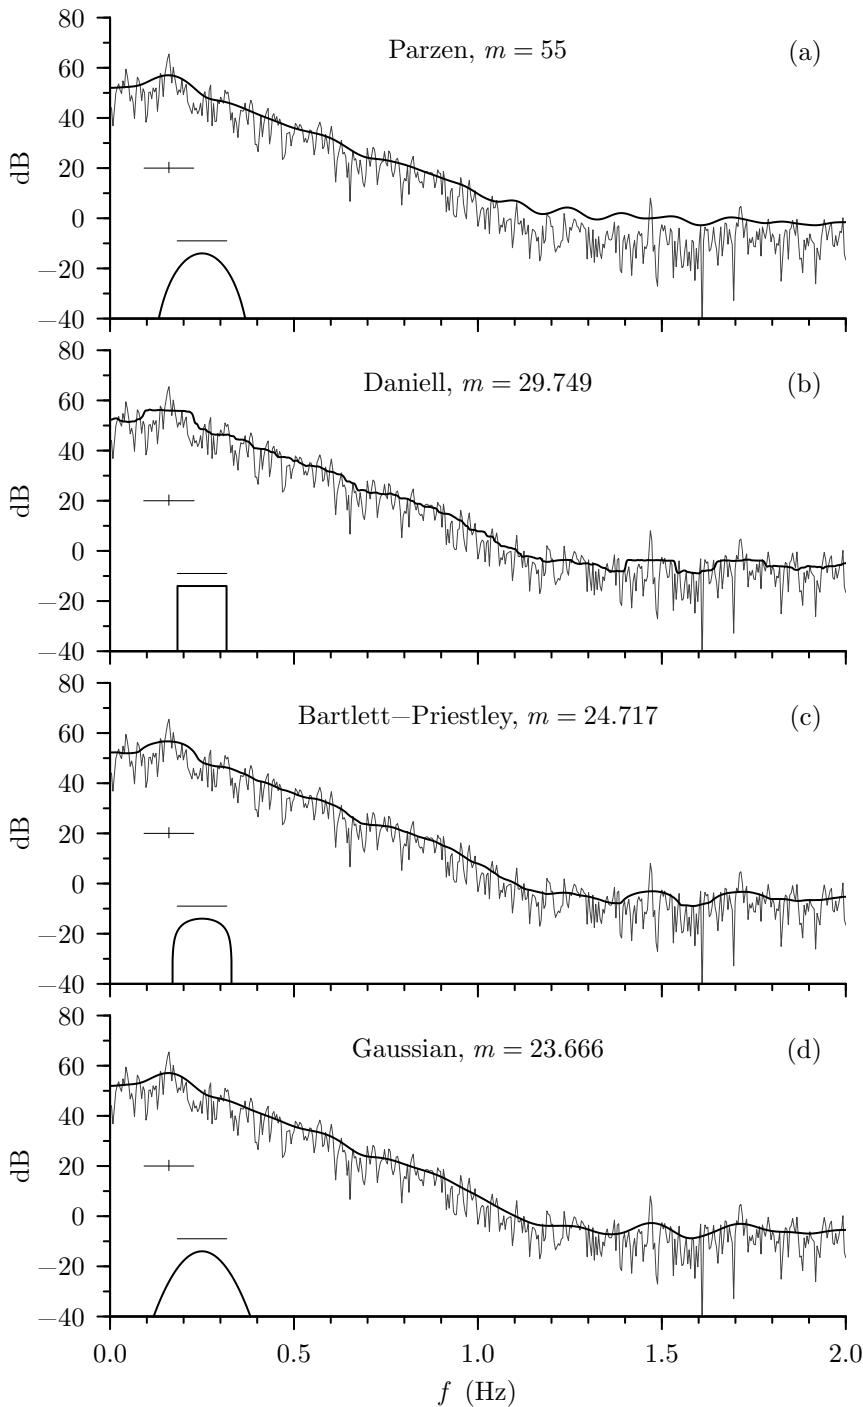 80
Parzen, m = 55
(a)
60
40
dB
20
0
−20
−40
80
Daniell, m = 29.749
(b)
60
40
dB
20
0
−20
−40
80
Bartlett−Priestley, m = 24.717
(c)
60
40
dB
20
0
−20
−40
80
Gaussian, m = 23.666
(d)
60
40
dB
20
0
−20
−40
0.0 0.5 1.0 1.5 2.0
f (Hz)